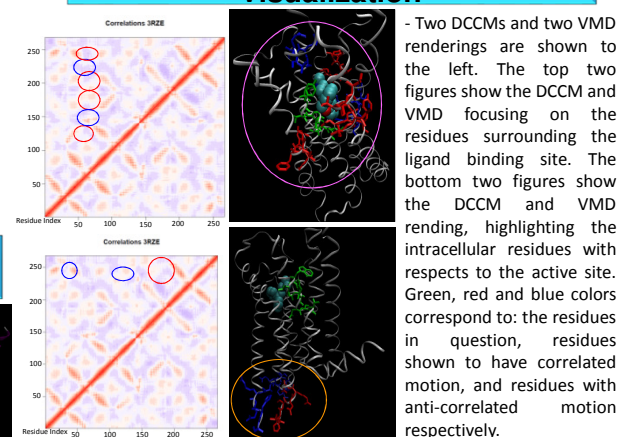 Visualization
Correlations 3RZE
250
200
150
100
50
Residue Index
50 100 150 200 250
Correlations 3RZE
250
200
150
100
50
Residue Index
50 100 150 200 250
- Two DCCMs and two VMD
renderings are shown to
the left. The top two
figures show the DCCM and
VMD focusing on the
residues surrounding the
ligand binding site. The
bottom two figures show
the DCCM and VMD
rending, highlighting the
intracellular residues with
respects to the active site.
Green, red and blue colors
correspond to: the residues
in question, residues
shown to have correlated
motion, and residues with
anti-correlated motion
respectively.